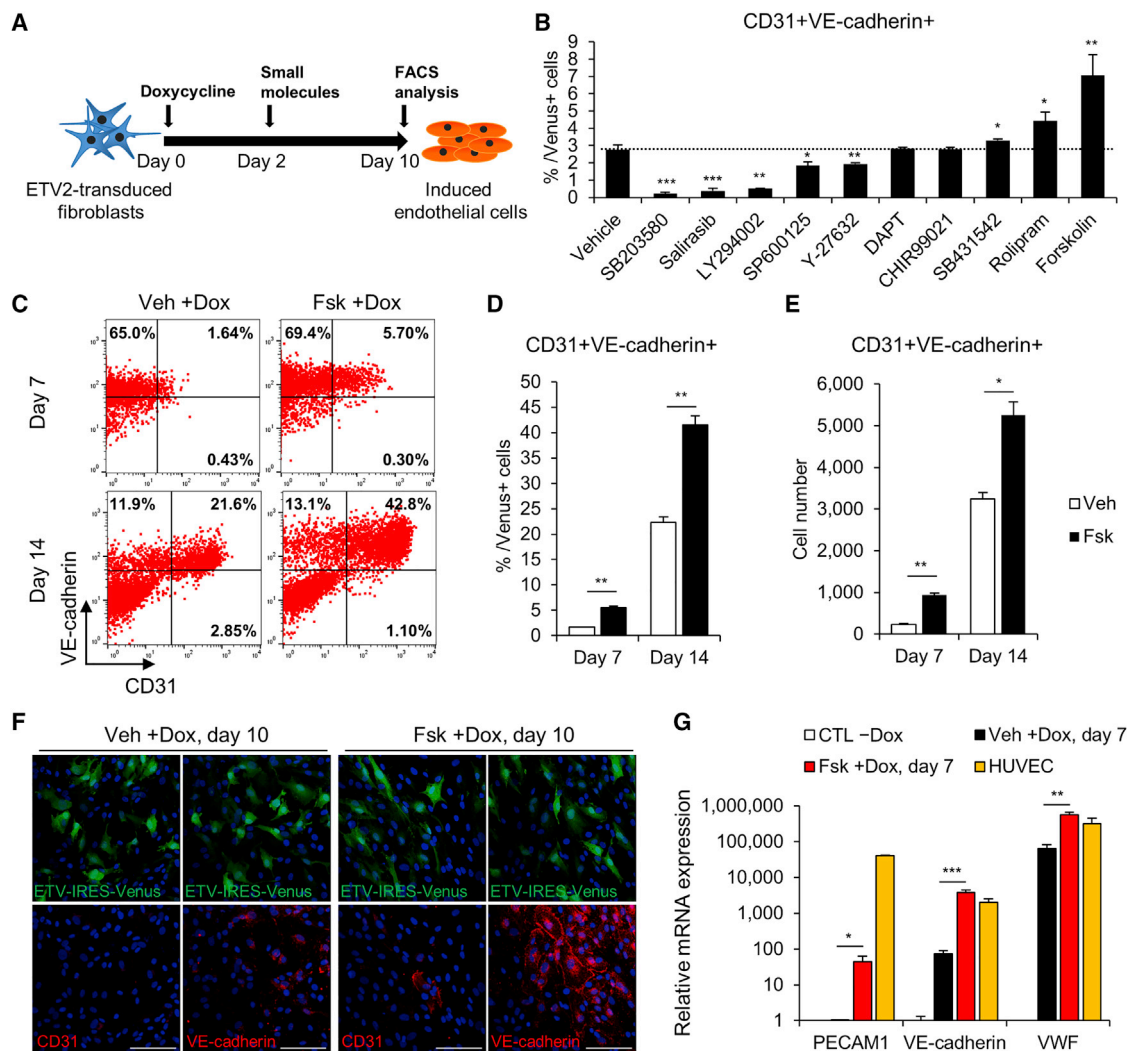 A
Doxycycline
Small
molecules
FACS
analysis
Day 0
Day 2
Day 10
ETV2-transduced
fibroblasts
Induced
endothelial cells
B
CD31+VE-cadherin+
% /Venus+ cells
9
8
7
6
5
4
3
2
1
0
***
***
**
*
**
*
*
**
Vehicle
SB203580
Salirasib
LY294002
SP600125
Y-27632
DAPT
CHIR99021
SB431542
Rolipram
Forskolin
C
Veh +Dox
Fsk +Dox
Day 7
65.0%
1.64%
0.43%
69.4%
5.70%
0.30%
Day 14
11.9%
21.6%
2.85%
13.1%
42.8%
1.10%
10³
10²
10¹
10⁰
10⁰ 10¹ 10² 10³ 10⁴
VE-cadherin
CD31
D
CD31+VE-cadherin+
% /Venus+ cells
50
45
40
35
30
25
20
15
10
5
0
**
**
Day 7
Day 14
E
CD31+VE-cadherin+
Cell number
6,000
5,000
4,000
3,000
2,000
1,000
0
**
*
Day 7
Day 14
Veh
Fsk
F
Veh +Dox, day 10
Fsk +Dox, day 10
ETV-IRES-Venus
ETV-IRES-Venus
ETV-IRES-Venus
ETV-IRES-Venus
CD31
VE-cadherin
CD31
VE-cadherin
G
CTL −Dox
Veh +Dox, day 7
Fsk +Dox, day 7
HUVEC
Relative mRNA expression
1,000,000
100,000
10,000
1,000
100
10
1
*
***
**
PECAM1
VE-cadherin
VWF